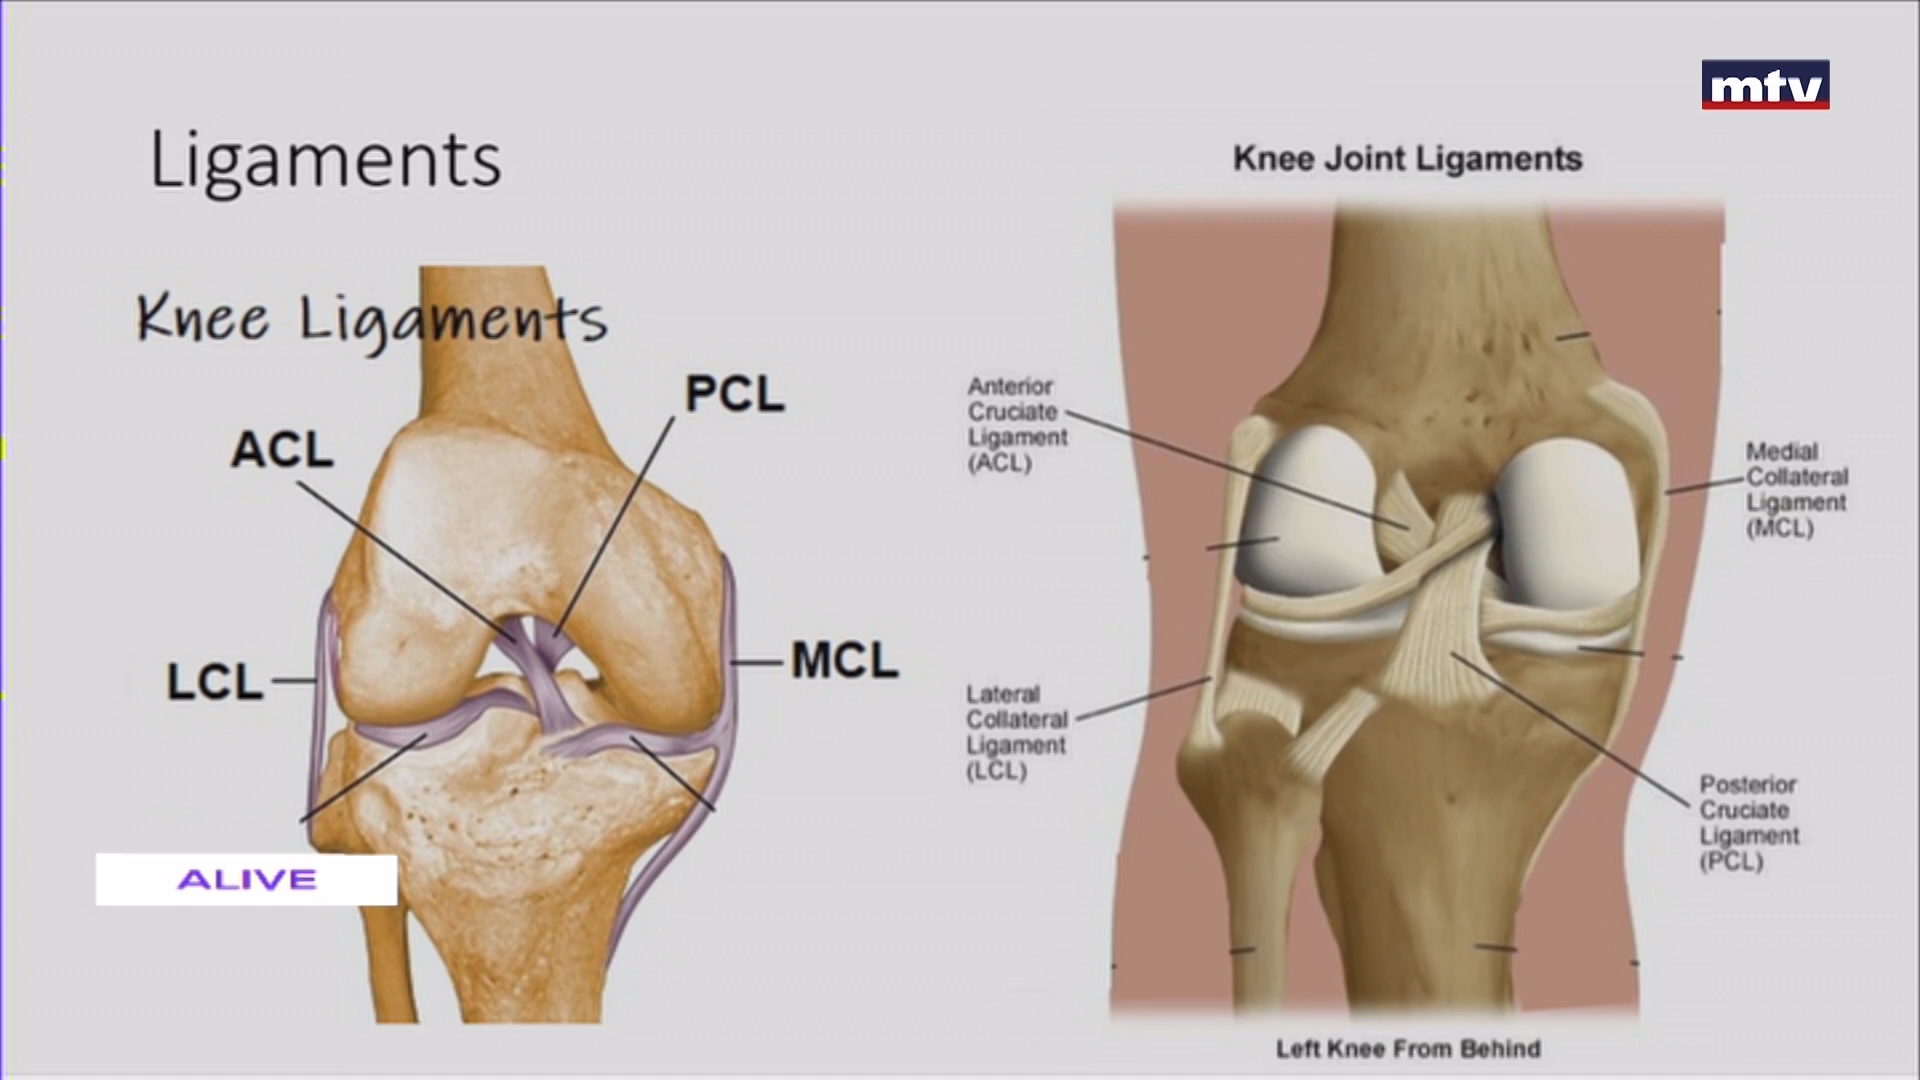 mtv
Ligaments
Knee Ligaments
ACL
PCL
LCL
MCL
ALIVE
Knee Joint Ligaments
Anterior
Cruciate
Ligament
(ACL)
Medial
Collateral
Ligament
(MCL)
Lateral
Collateral
Ligament
(LCL)
Posterior
Cruciate
Ligament
(PCL)
Left Knee From Behind